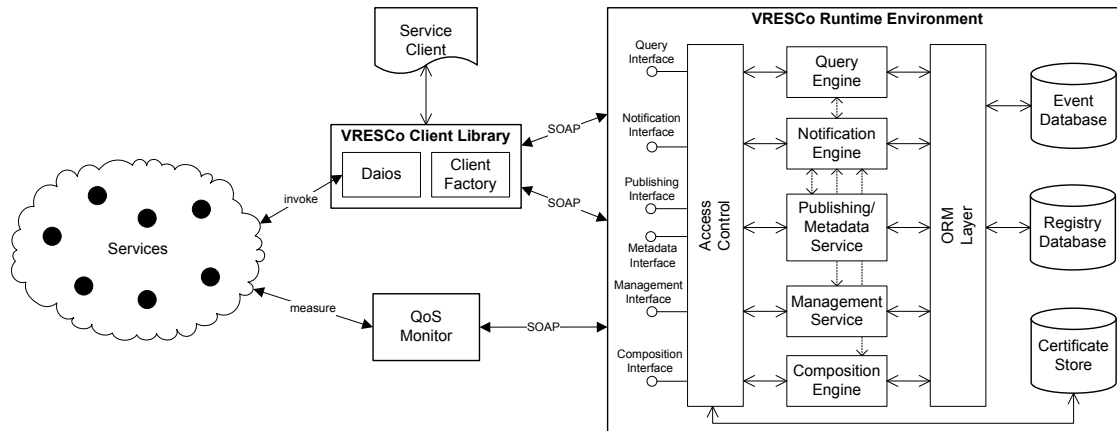 VRESCo Runtime Environment
Service
Client
VRESCo Client Library
Daios
Client
Factory
SOAP
SOAP
invoke
Services
measure
QoS
Monitor
SOAP
Query
Interface
Notification
Interface
Publishing
Interface
Metadata
Interface
Management
Interface
Composition
Interface
Access
Control
Query
Engine
Notification
Engine
Publishing/
Metadata
Service
Management
Service
Composition
Engine
ORM
Layer
Event
Database
Registry
Database
Certificate
Store